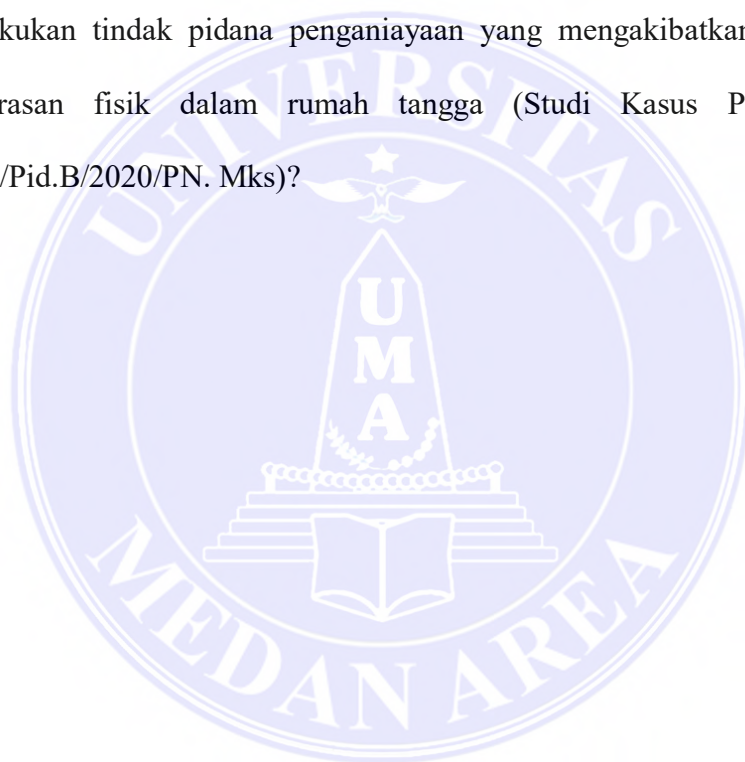 kukan tindak pidana penganiayaan yang mengakibatkan
rasan fisik dalam rumah tangga (Studi Kasus P
/Pid.B/2020/PN. Mks)?
UNIVERSITAS
UMA
MEDAN AREA